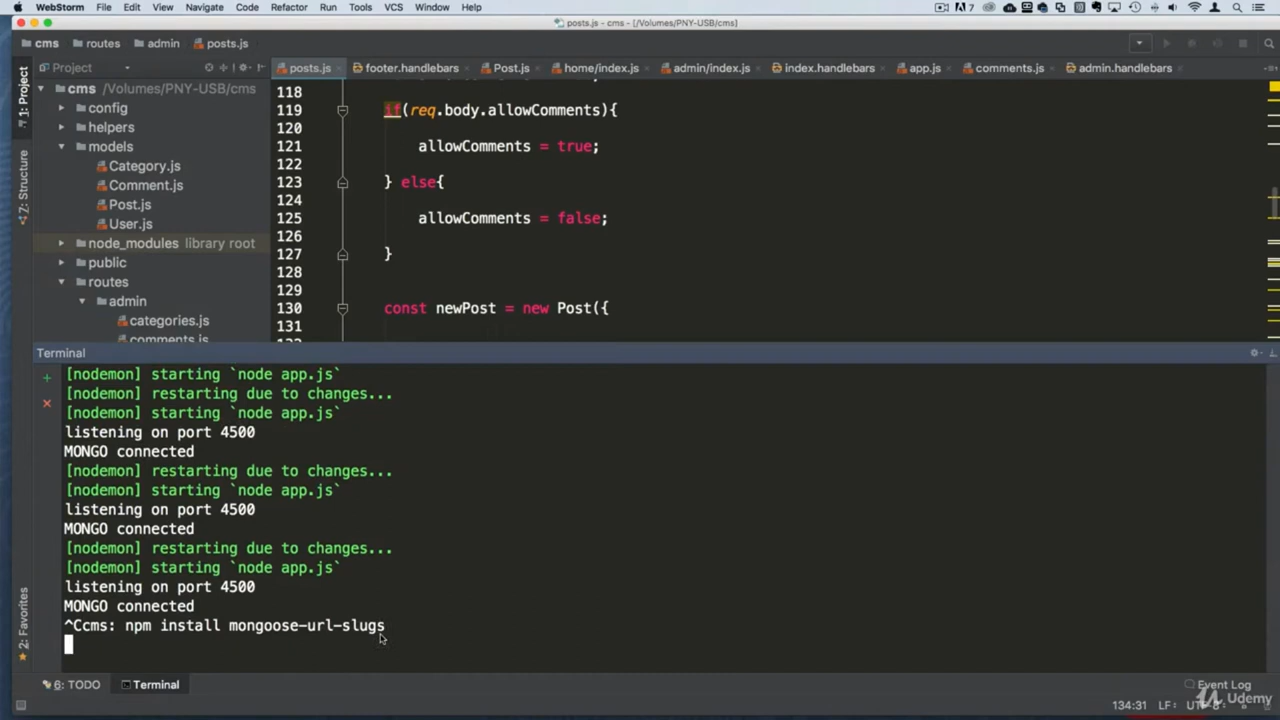 WebStorm File Edit View Navigate Code Refactor Run Tools VCS Window Help
posts.js - cms - [/Volumes/PNY-USB/cms]
cms routes admin posts.js
Project
posts.js footer.handlebars Post.js home/index.js admin/index.js index.handlebars app.js comments.js admin.handlebars
1: Project
7: Structure
2: Favorites
cms /Volumes/PNY-USB/cms
config
helpers
models
Category.js
Comment.js
Post.js
User.js
node_modules library root
public
routes
admin
categories.js
comments.js
118
119 if(req.body.allowComments){
120
121 allowComments = true;
122
123 } else{
124
125 allowComments = false;
126
127 }
128
129
130 const newPost = new Post({
131
Terminal
[nodemon] starting `node app.js`
[nodemon] restarting due to changes...
[nodemon] starting `node app.js`
listening on port 4500
MONGO connected
[nodemon] restarting due to changes...
[nodemon] starting `node app.js`
listening on port 4500
MONGO connected
[nodemon] restarting due to changes...
[nodemon] starting `node app.js`
listening on port 4500
MONGO connected
^Ccms: npm install mongoose-url-slugs
6: TODO Terminal Event Log
Udemy
134:31 LF UTF-8